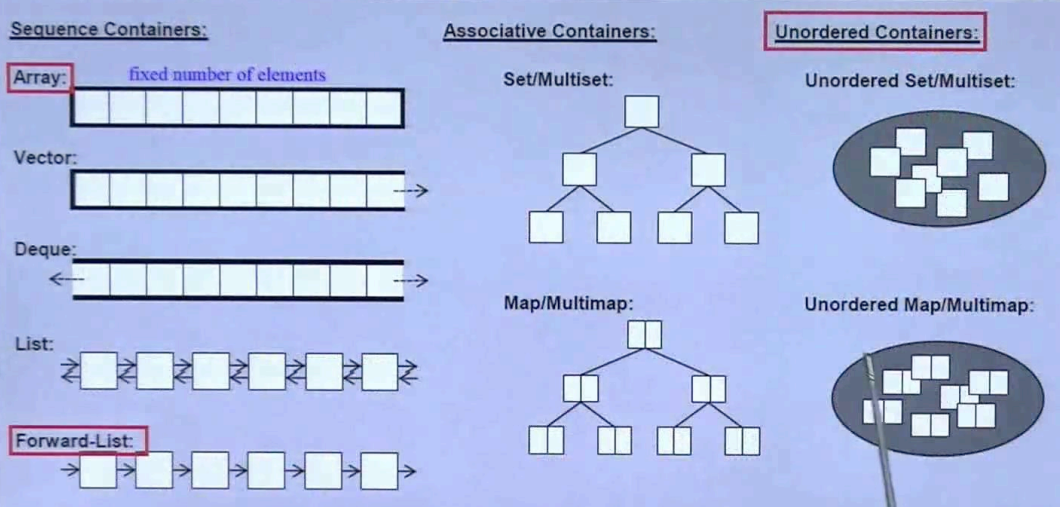 Sequence Containers:
Array:
fixed number of elements
Vector:
Deque:
List:
Forward-List:
Associative Containers:
Set/Multiset:
Map/Multimap:
Unordered Containers:
Unordered Set/Multiset:
Unordered Map/Multimap: